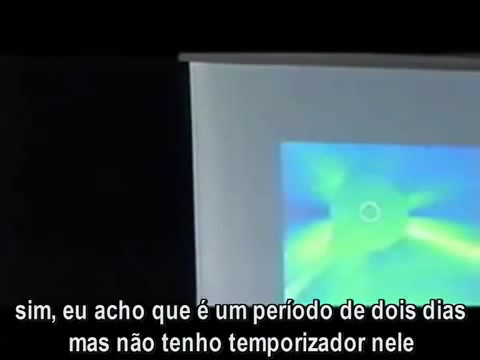 sim, eu acho que é um período de dois dias
mas não tenho temporizador nele